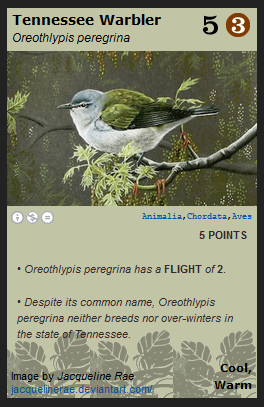 Tennessee Warbler 5 3
Oreothlypis peregrina
Animalia,Chordata,Aves
5 POINTS
• Oreothlypis peregrina has a FLIGHT of 2.
• Despite its common name, Oreothlypis
peregrina neither breeds nor over-winters in
the state of Tennessee.
Cool,
Image by Jacqueline Rae Warm
jacquelinerae.deviantart.com/